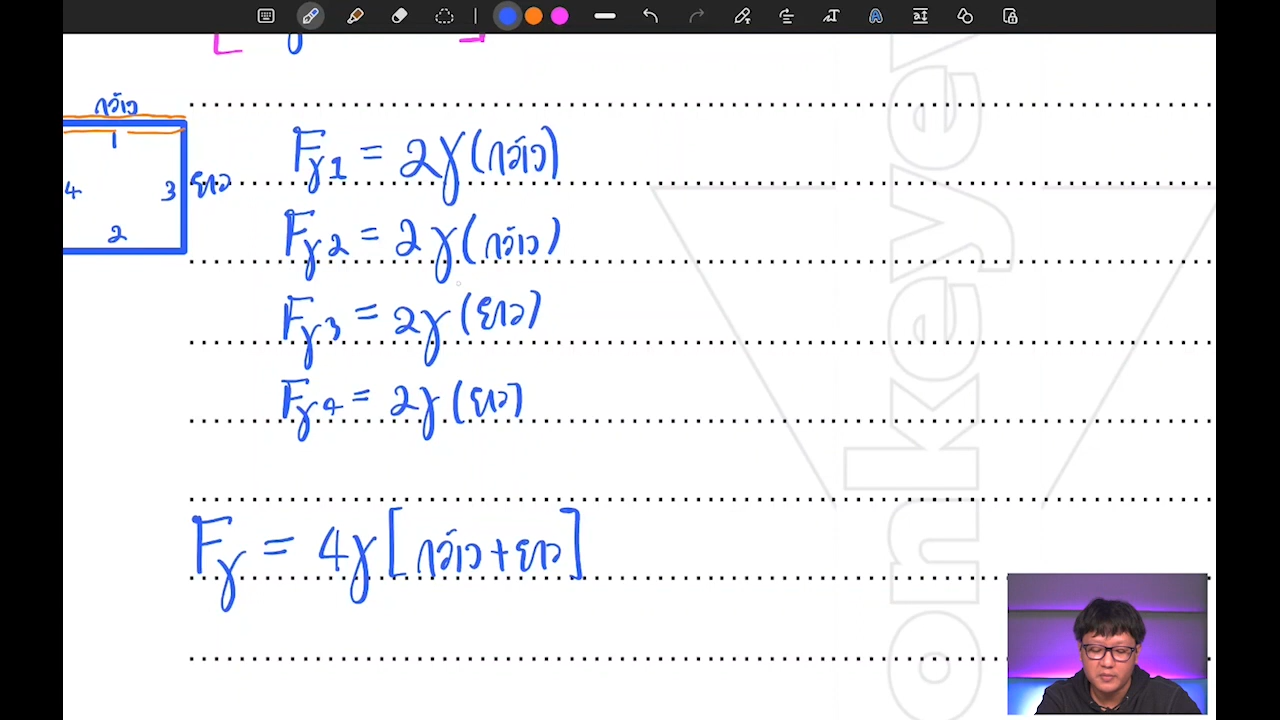 กว้าง
1
4
3
ยาว
2
Fγ1 = 2γ(กว้าง)
Fγ2 = 2γ(กว้าง)
Fγ3 = 2γ(ยาว)
Fγ4 = 2γ(ยาว)
Fγ = 4γ[กว้าง+ยาว]
onkeyev